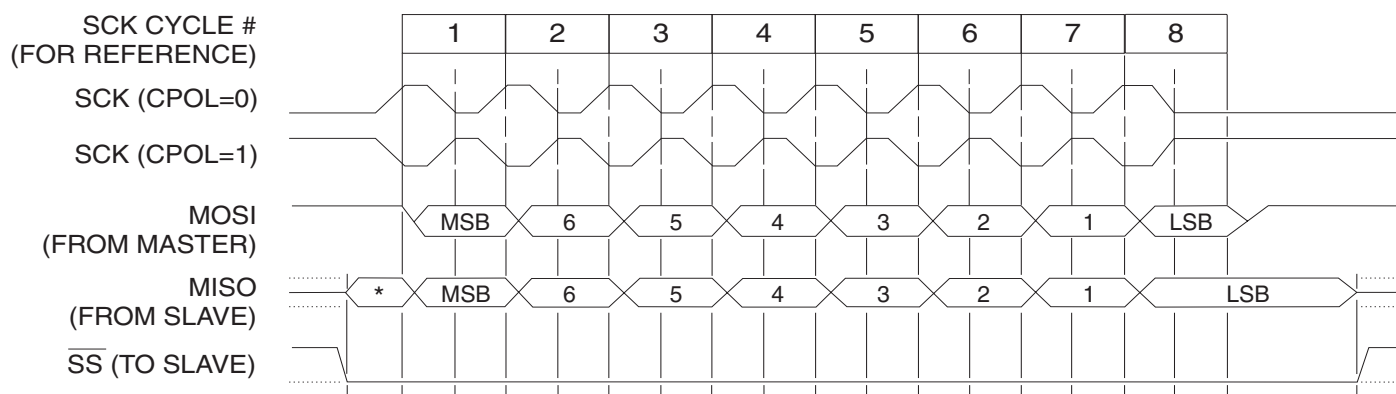 SCK CYCLE # 1 2 3 4 5 6 7 8
(FOR REFERENCE)
SCK (CPOL=0)
SCK (CPOL=1)
MOSI MSB 6 5 4 3 2 1 LSB
(FROM MASTER)
MISO * MSB 6 5 4 3 2 1 LSB
(FROM SLAVE)
SS (TO SLAVE)